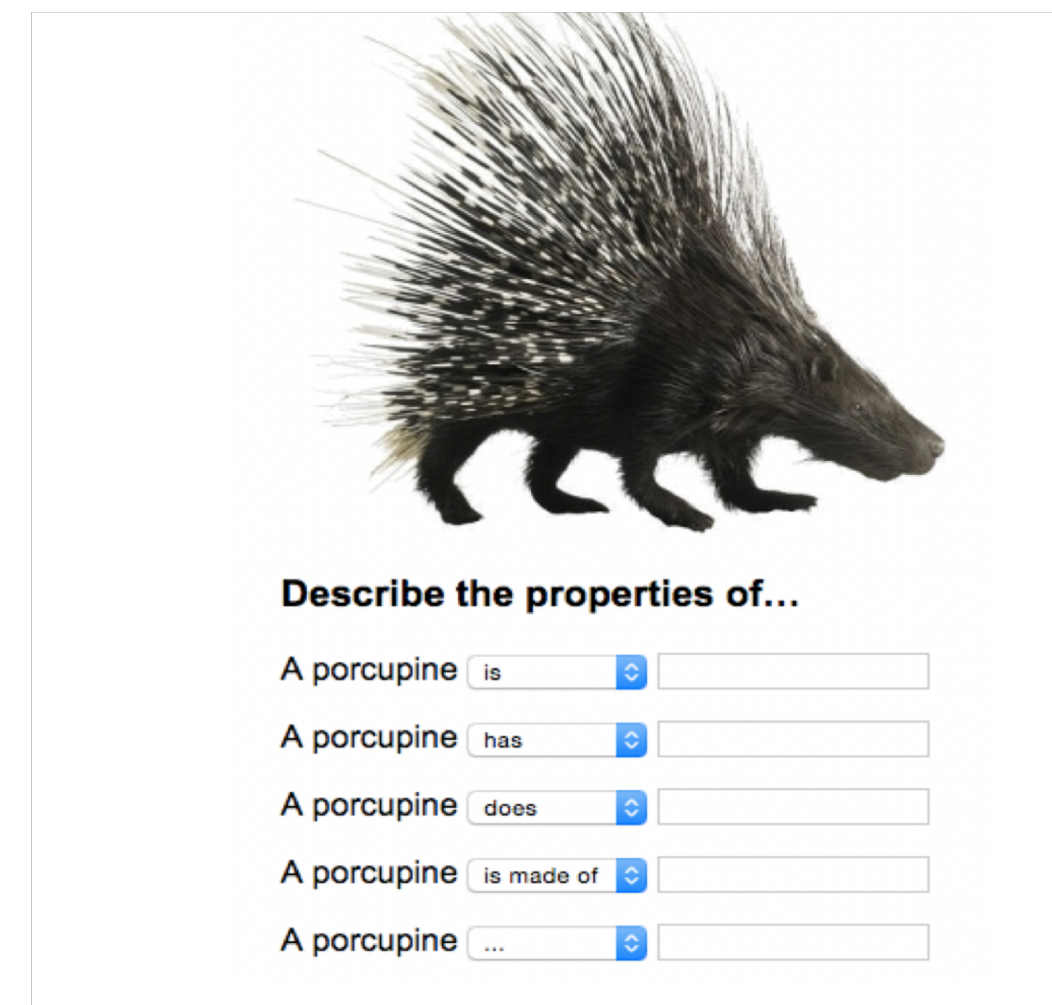 Describe the properties of...
A porcupine is
A porcupine has
A porcupine does
A porcupine is made of
A porcupine ...